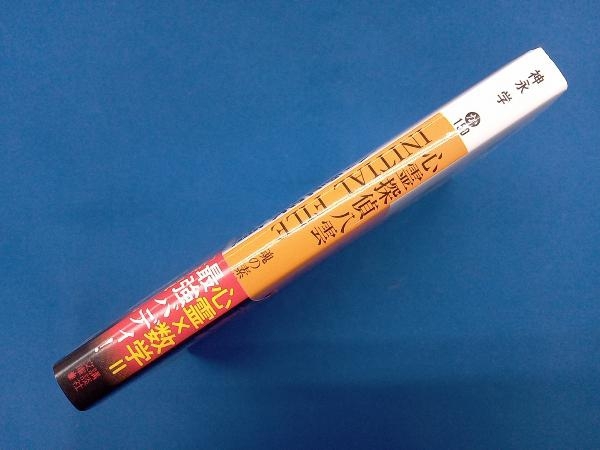 神永 学
150
心霊探偵八雲
INITIAL FILE
魂の素
心霊×数学＝
最強バディ！
講談社
文庫